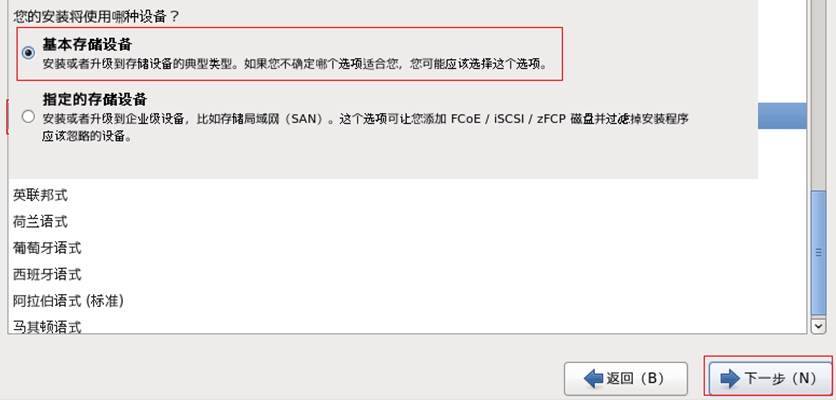 您的安装将使用哪种设备？
基本存储设备
安装或者升级到存储设备的典型类型。如果您不确定哪个选项适合您，您可能应该选择这个选项。
指定的存储设备
安装或者升级到企业级设备，比如存储局域网（SAN）。这个选项可让您添加 FCoE / iSCSI / zFCP 磁盘并过滤掉安装程序
应该忽略的设备。
英联邦式
荷兰语式
葡萄牙语式
西班牙语式
阿拉伯语式 (标准)
马其顿语式
返回（B）
下一步（N）